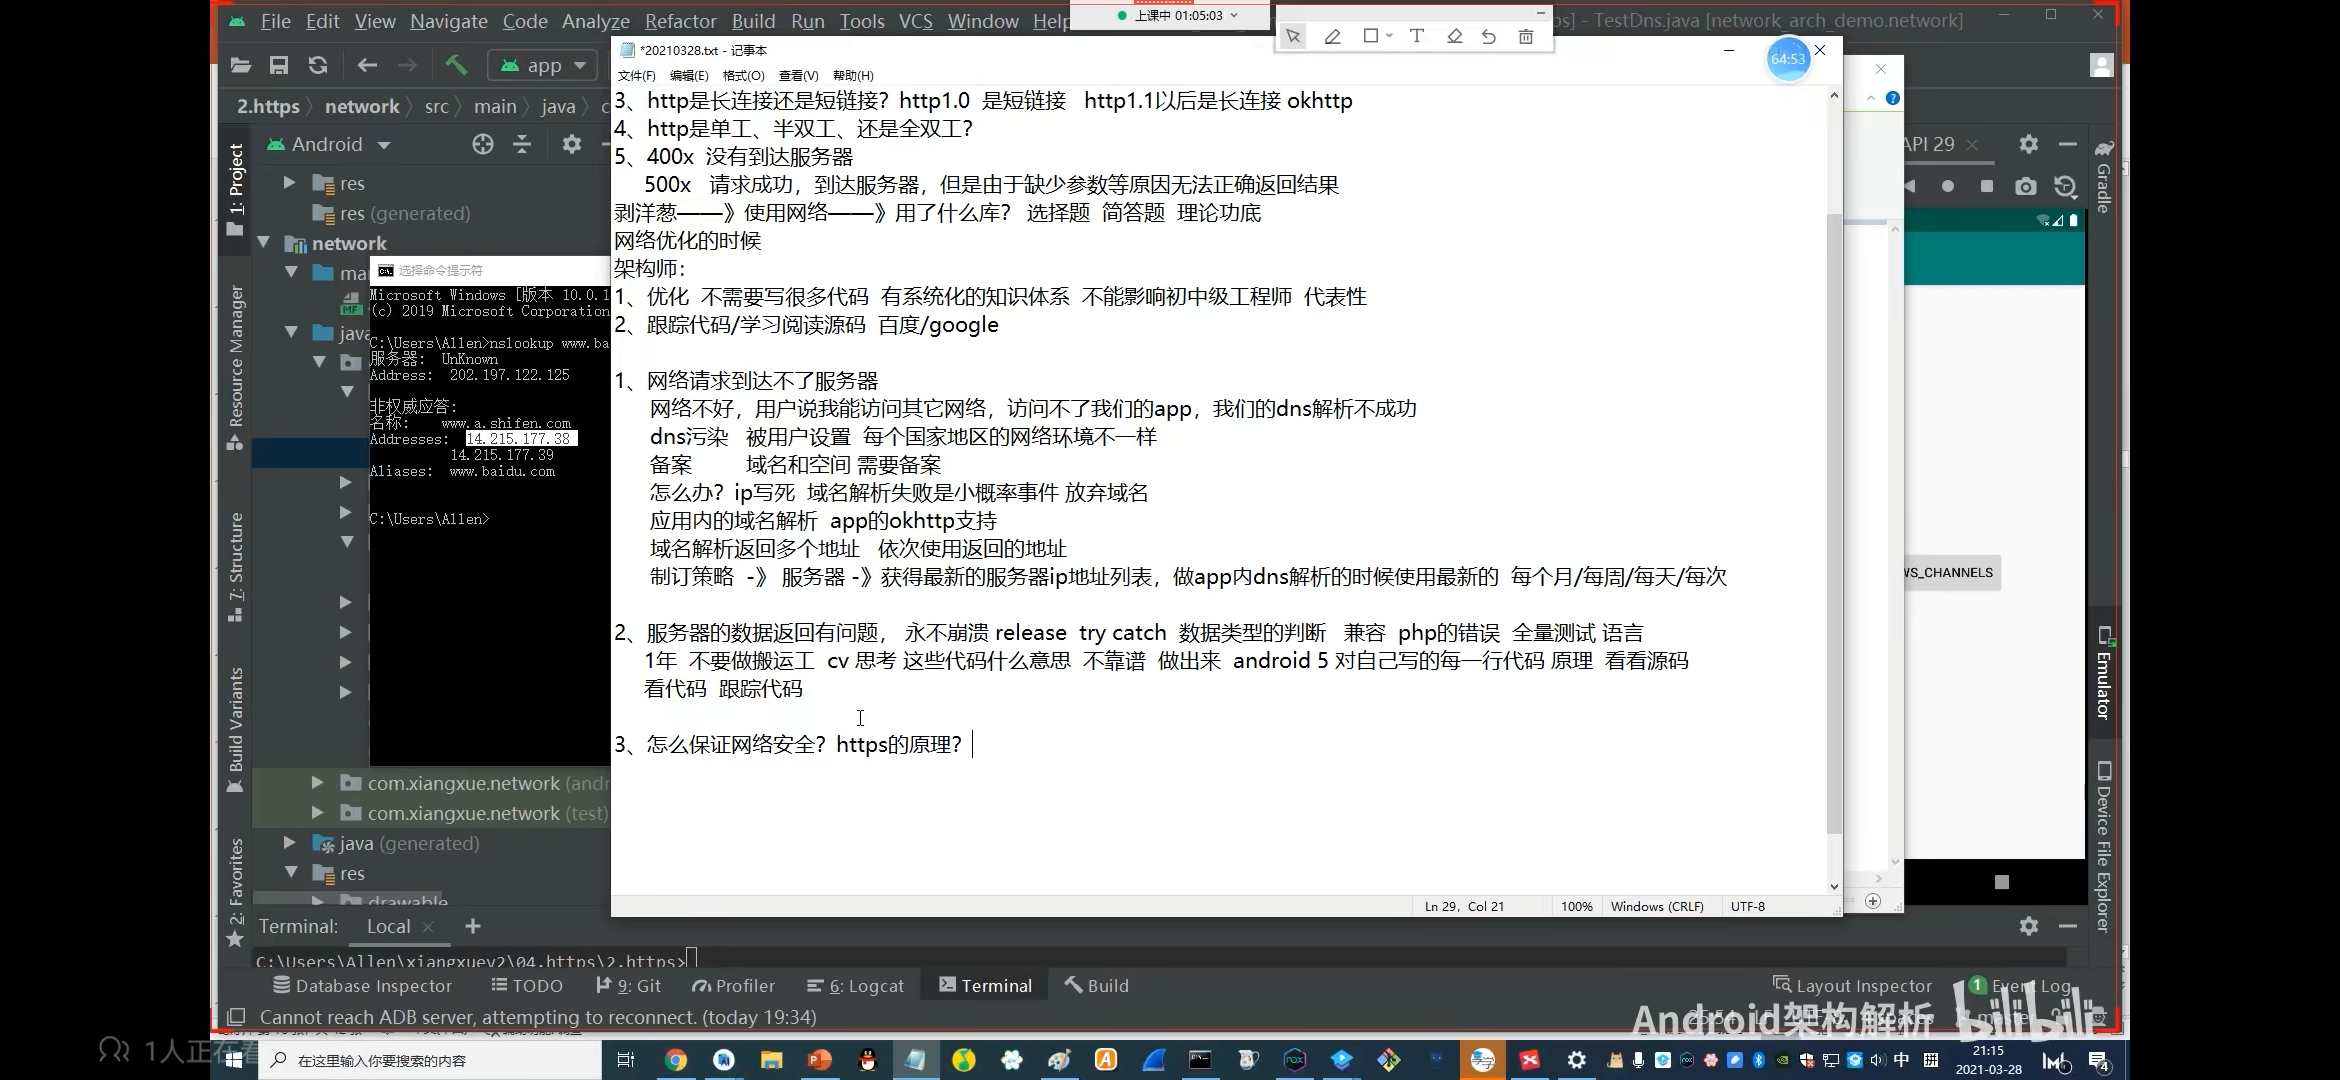 File Edit View Navigate Code Analyze Refactor Build Run Tools VCS Window Help
上课中 01:05:03
TestDns.java [network_arch_demo.network]
app
2.https network src main java
Android
res
res (generated)
network
java
1: Project
Resource Manager
7: Structure
Build Variants
2: Favorites
选择命令提示符
Microsoft Windows [版本 10.0.1
(c) 2019 Microsoft Corporation
C:\Users\Allen>nslookup www.ba
服务器: UnKnown
Address: 202.197.122.125
非权威应答:
名称: www.a.shifen.com
Addresses: 14.215.177.38
14.215.177.39
Aliases: www.baidu.com
C:\Users\Allen>
com.xiangxue.network (andr
com.xiangxue.network (test)
java (generated)
res
drawable
*20210328.txt - 记事本
64:53
文件(F) 编辑(E) 格式(O) 查看(V) 帮助(H)
3、http是长连接还是短链接？http1.0 是短链接 http1.1以后是长连接 okhttp
4、http是单工、半双工、还是全双工？
5、400x 没有到达服务器
500x 请求成功，到达服务器，但是由于缺少参数等原因无法正确返回结果
剥洋葱——》使用网络——》用了什么库？ 选择题 简答题 理论功底
网络优化的时候
架构师：
1、优化 不需要写很多代码 有系统化的知识体系 不能影响初中级工程师 代表性
2、跟踪代码/学习阅读源码 百度/google
1、网络请求到达不了服务器
网络不好，用户说我能访问其它网络，访问不了我们的app，我们的dns解析不成功
dns污染 被用户设置 每个国家地区的网络环境不一样
备案 域名和空间 需要备案
怎么办？ip写死 域名解析失败是小概率事件 放弃域名
应用内的域名解析 app的okhttp支持
域名解析返回多个地址 依次使用返回的地址
制订策略 -》 服务器 -》获得最新的服务器ip地址列表，做app内dns解析的时候使用最新的 每个月/每周/每天/每次
2、服务器的数据返回有问题， 永不崩溃 release try catch 数据类型的判断 兼容 php的错误 全量测试 语言
1年 不要做搬运工 cv 思考 这些代码什么意思 不靠谱 做出来 android 5 对自己写的每一行代码 原理 看看源码
看代码 跟踪代码
3、怎么保证网络安全？https的原理？
Ln 29, Col 21 100% Windows (CRLF) UTF-8
API 29
WS_CHANNELS
Gradle
Emulator
Device File Explorer
Terminal: Local
C:\Users\Allen\xiangxuev2\04.https\2.https>
Database Inspector TODO 9: Git Profiler 6: Logcat Terminal Build Layout Inspector 1 Event Log
Cannot reach ADB server, attempting to reconnect. (today 19:34)
Android架构解析
bilibili
1人正在看
在这里输入你要搜索的内容
中
拼
21:15
2021-03-28
4